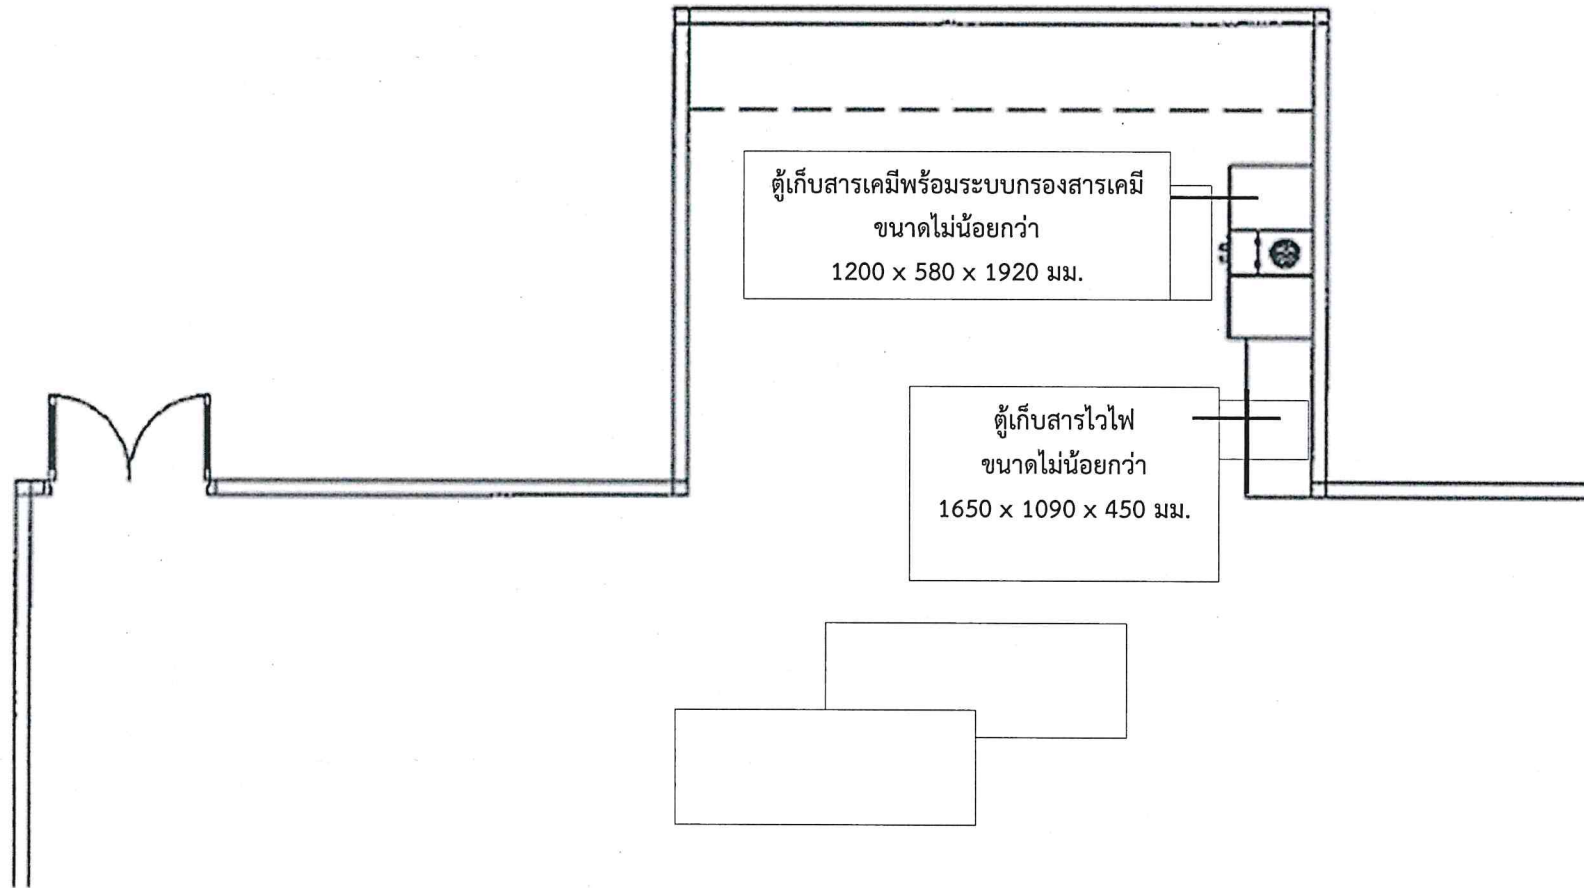 ตู้เก็บสารเคมีพร้อมระบบกรองสารเคมี
ขนาดไม่น้อยกว่า
1200 x 580 x 1920 มม.
ตู้เก็บสารไวไฟ
ขนาดไม่น้อยกว่า
1650 x 1090 x 450 มม.